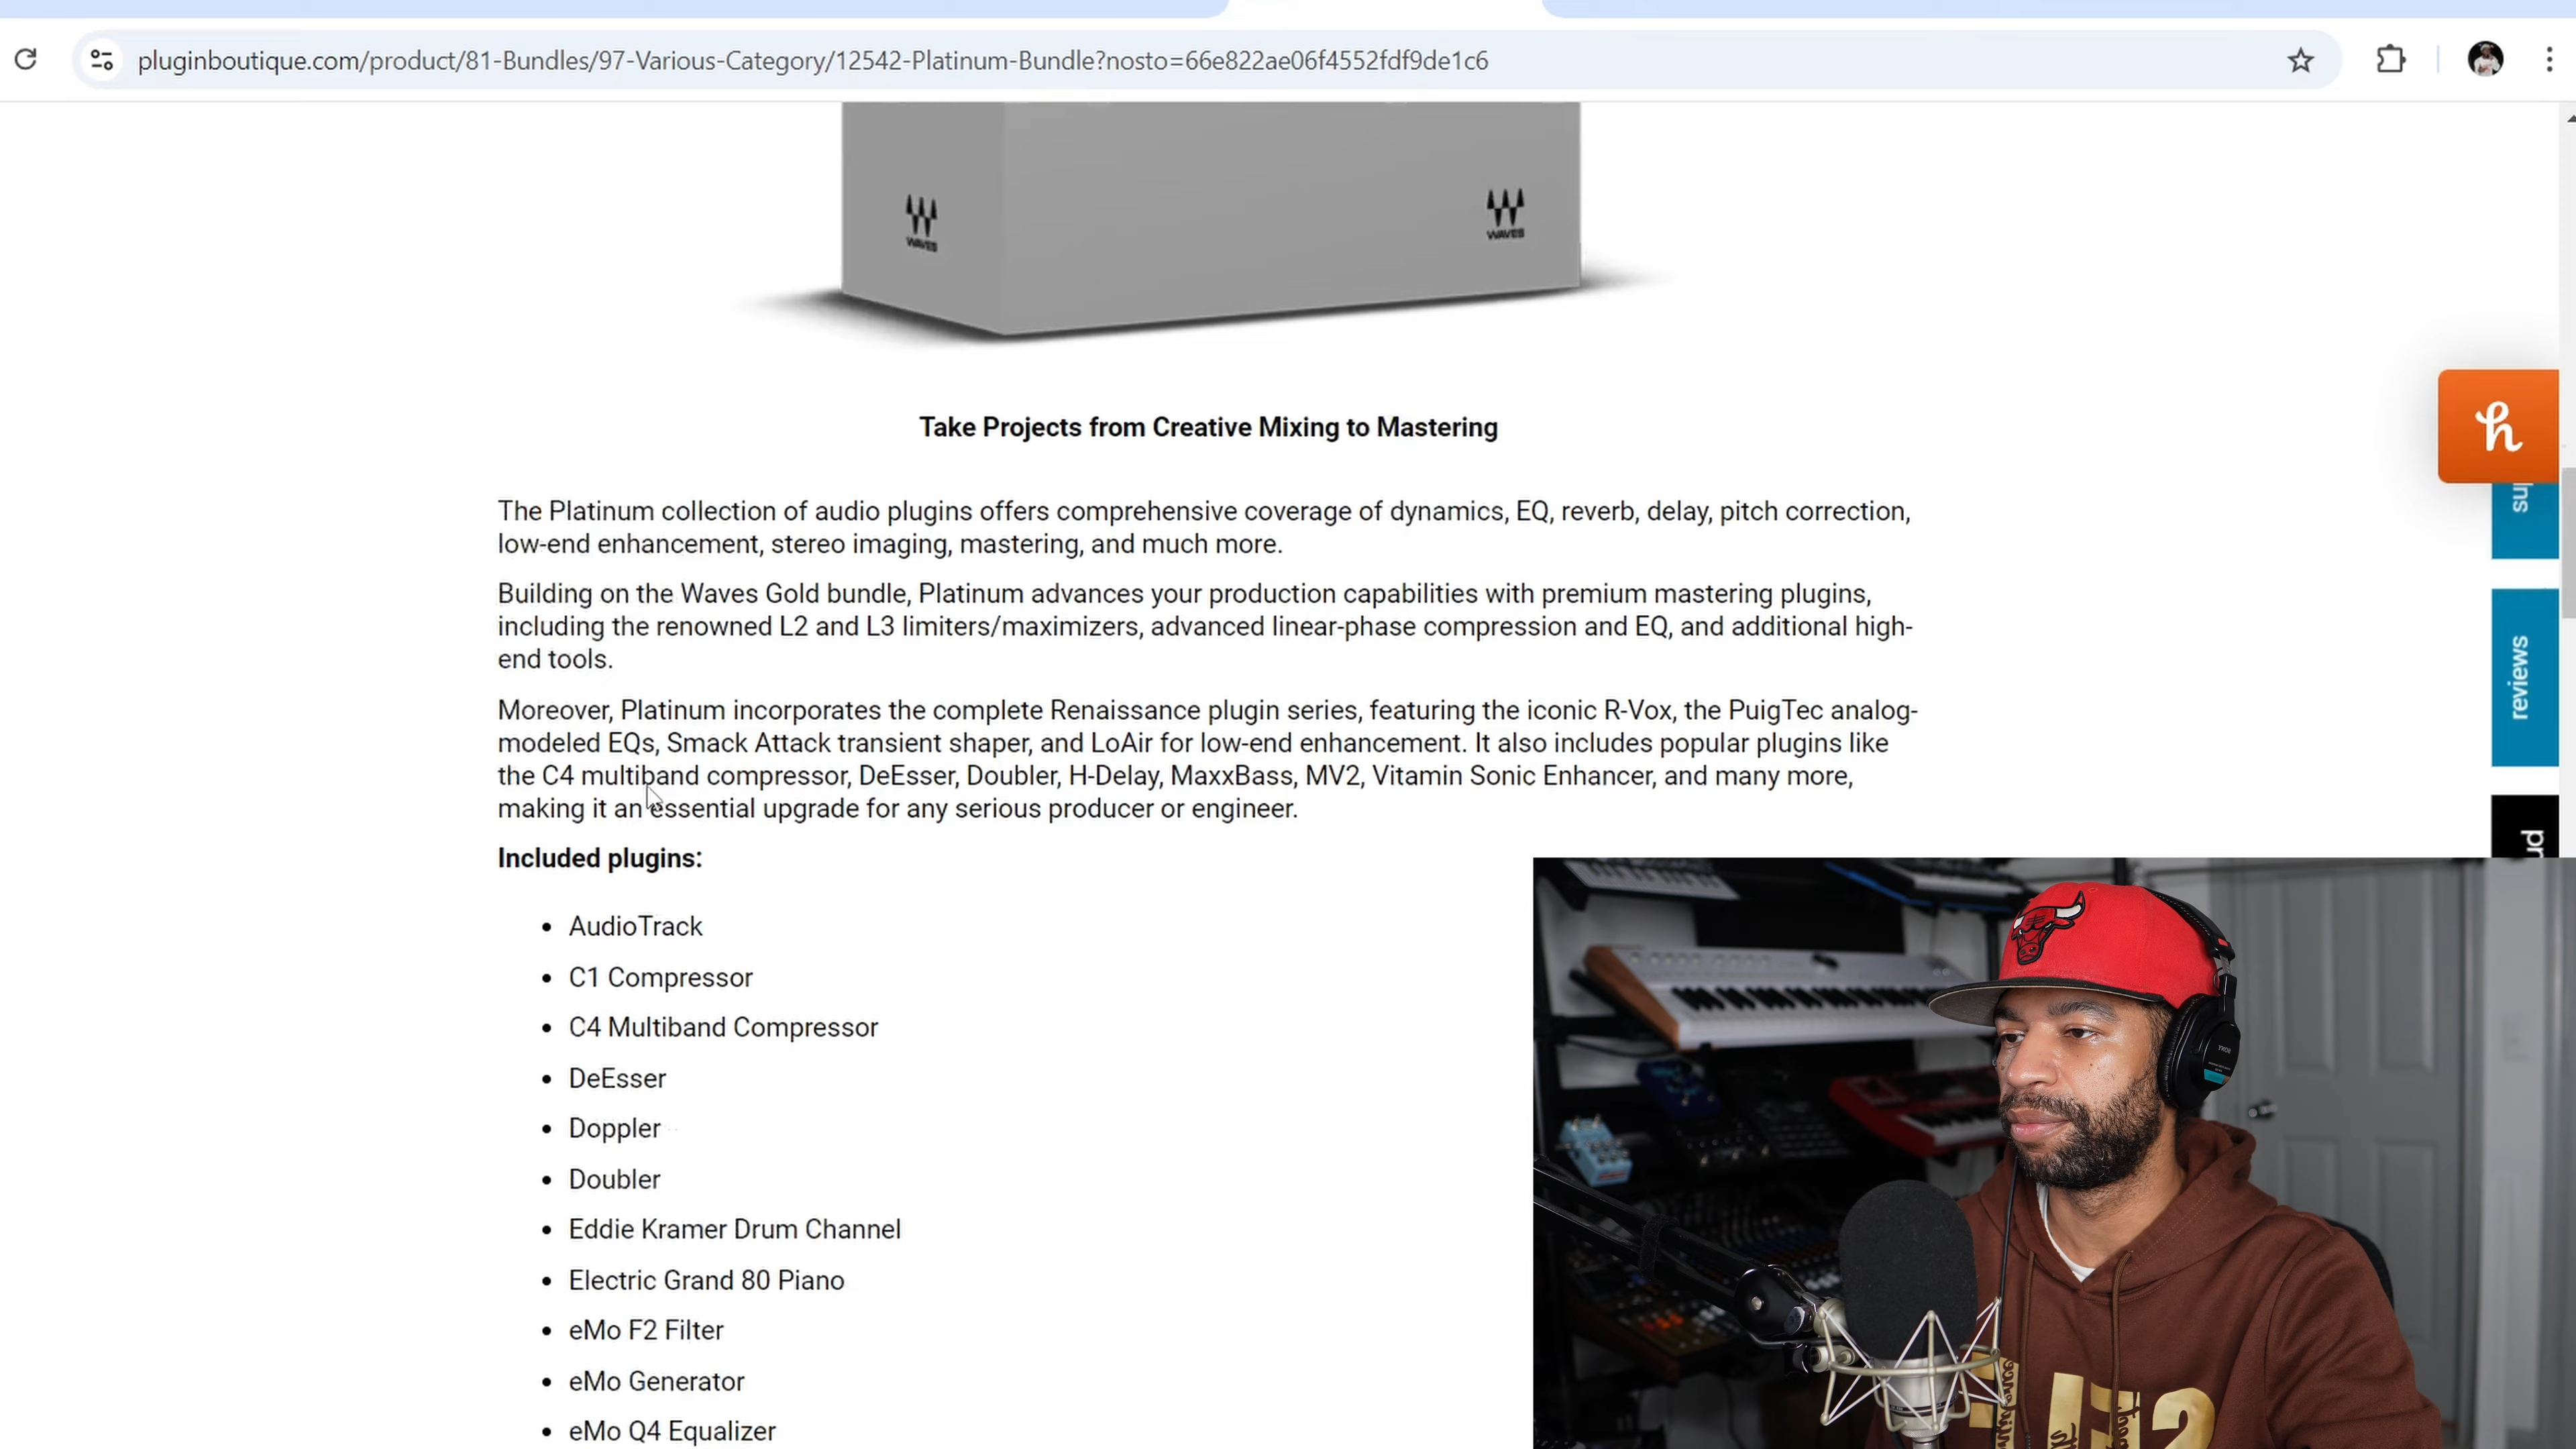 pluginboutique.com/product/81-Bundles/97-Various-Category/12542-Platinum-Bundle?nosto=66e822ae06f4552fdf9de1c6
WAVES
WAVES
Take Projects from Creative Mixing to Mastering
The Platinum collection of audio plugins offers comprehensive coverage of dynamics, EQ, reverb, delay, pitch correction,
low-end enhancement, stereo imaging, mastering, and much more.
Building on the Waves Gold bundle, Platinum advances your production capabilities with premium mastering plugins,
including the renowned L2 and L3 limiters/maximizers, advanced linear-phase compression and EQ, and additional high-
end tools.
Moreover, Platinum incorporates the complete Renaissance plugin series, featuring the iconic R-Vox, the PuigTec analog-
modeled EQs, Smack Attack transient shaper, and LoAir for low-end enhancement. It also includes popular plugins like
the C4 multiband compressor, DeEsser, Doubler, H-Delay, MaxxBass, MV2, Vitamin Sonic Enhancer, and many more,
making it an essential upgrade for any serious producer or engineer.
Included plugins:
• AudioTrack
• C1 Compressor
• C4 Multiband Compressor
• DeEsser
• Doppler
• Doubler
• Eddie Kramer Drum Channel
• Electric Grand 80 Piano
• eMo F2 Filter
• eMo Generator
• eMo Q4 Equalizer
h
su
reviews